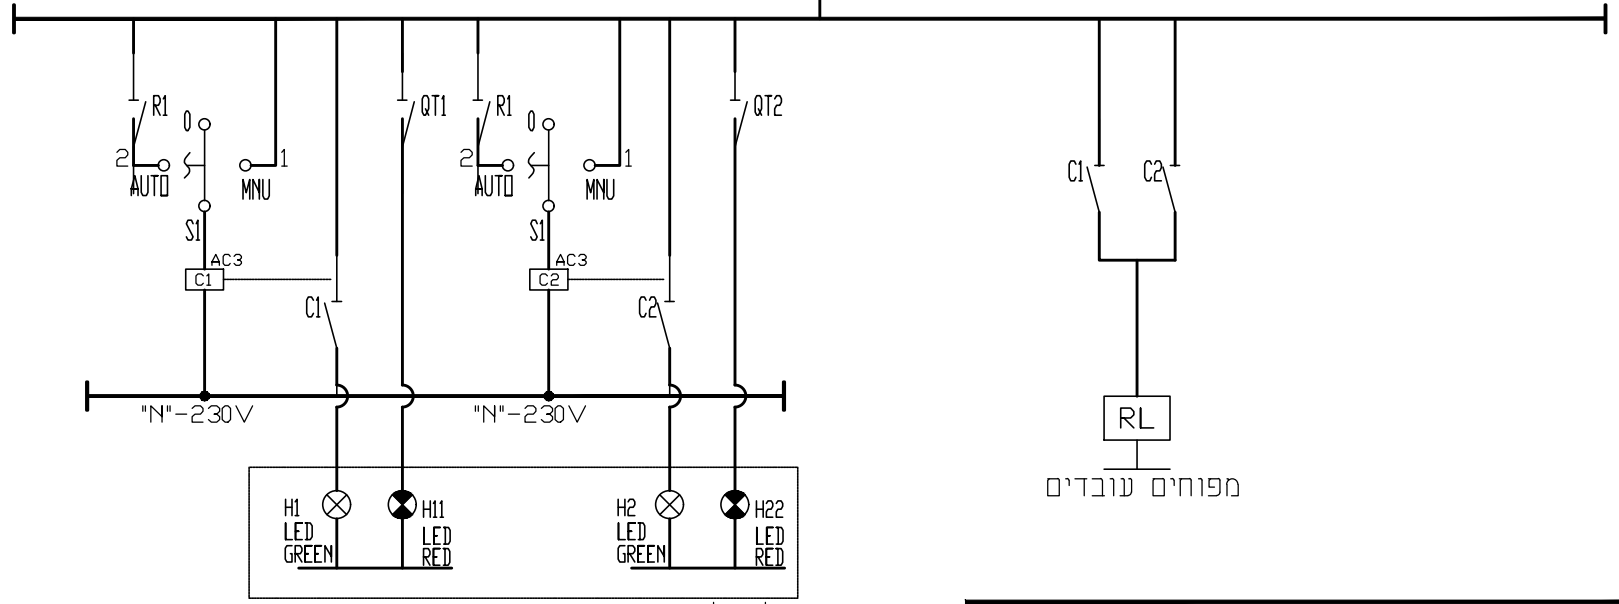 R1
0
2
1
AUTO
MNU
S1
AC3
C1
C1
QT1
"N"-230V
R1
0
2
1
AUTO
MNU
S1
AC3
C2
C2
QT2
"N"-230V
H1
LED
GREEN
H11
LED
RED
H2
LED
GREEN
H22
LED
RED
C1
C2
RL
מפוחים עובדים